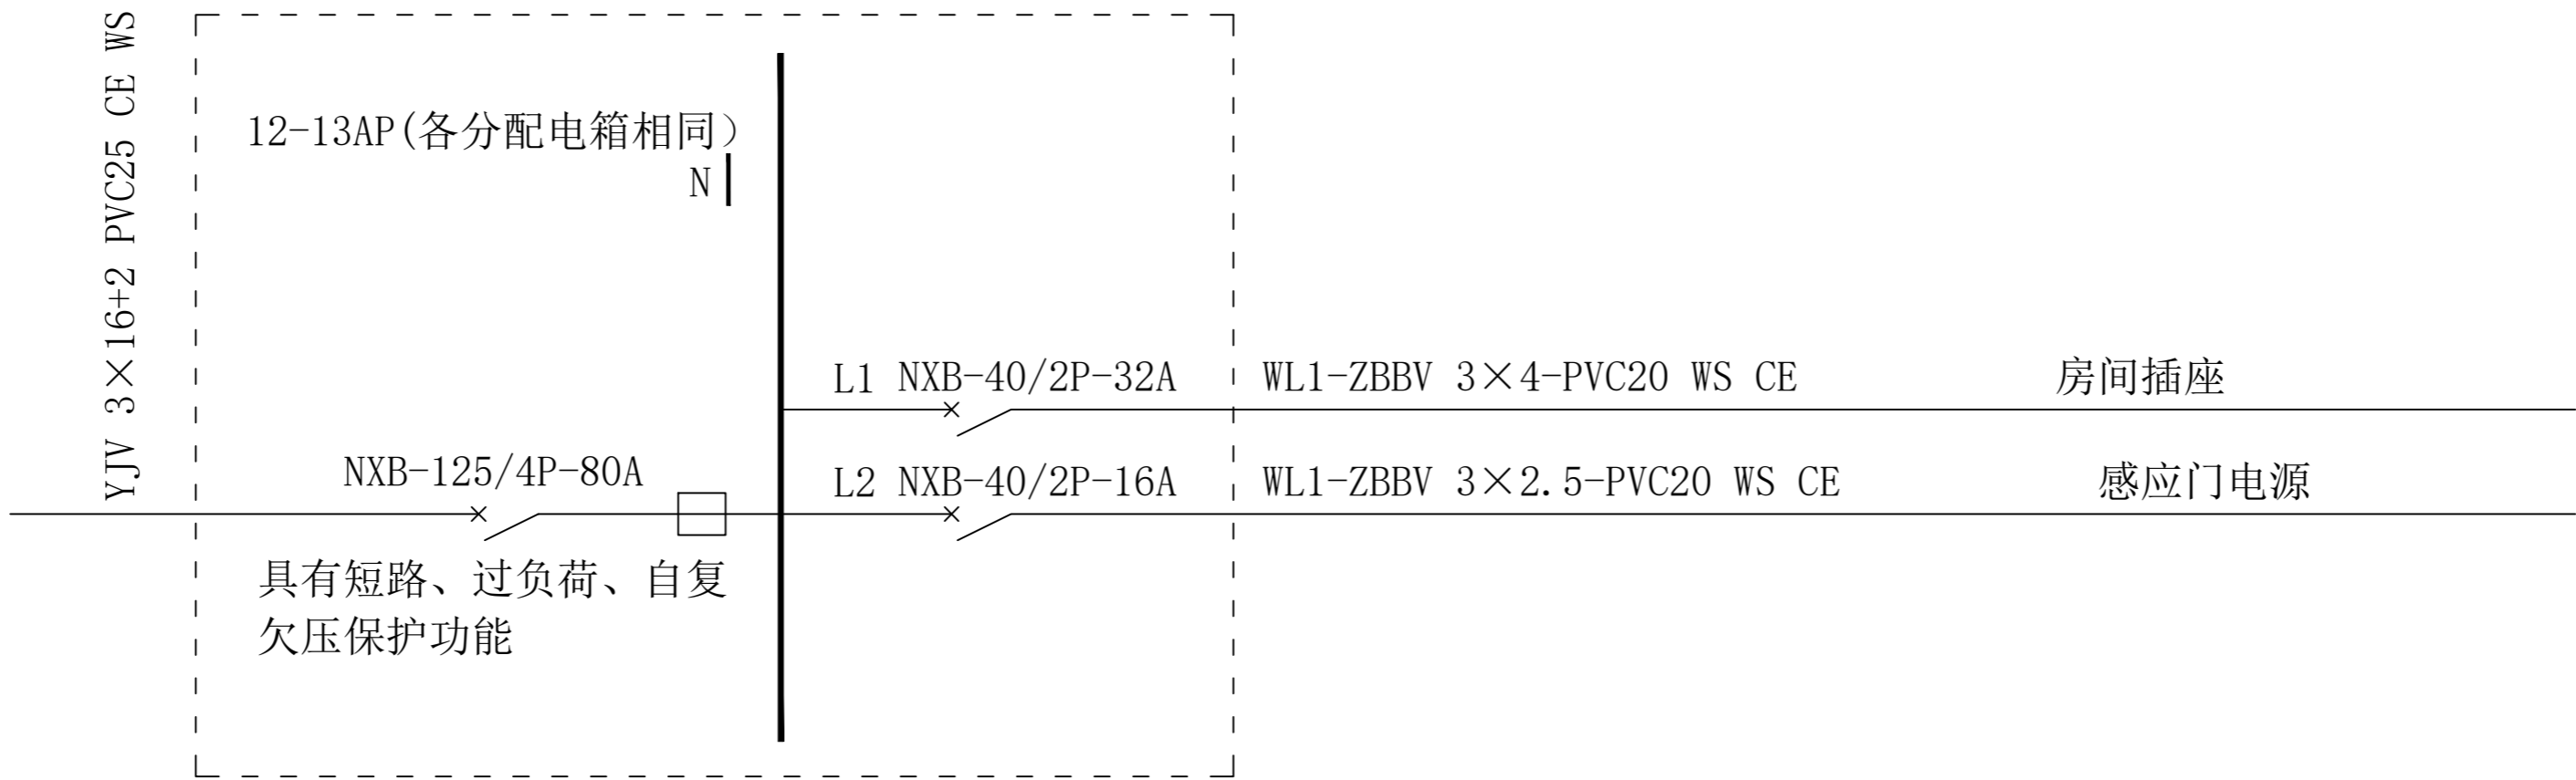 YJV 3×16+2 PVC25 CE WS
12-13AP(各分配电箱相同）
N
L1 NXB-40/2P-32A WL1-ZBBV 3×4-PVC20 WS CE 房间插座
NXB-125/4P-80A
L2 NXB-40/2P-16A WL1-ZBBV 3×2.5-PVC20 WS CE 感应门电源
具有短路、过负荷、自复
欠压保护功能